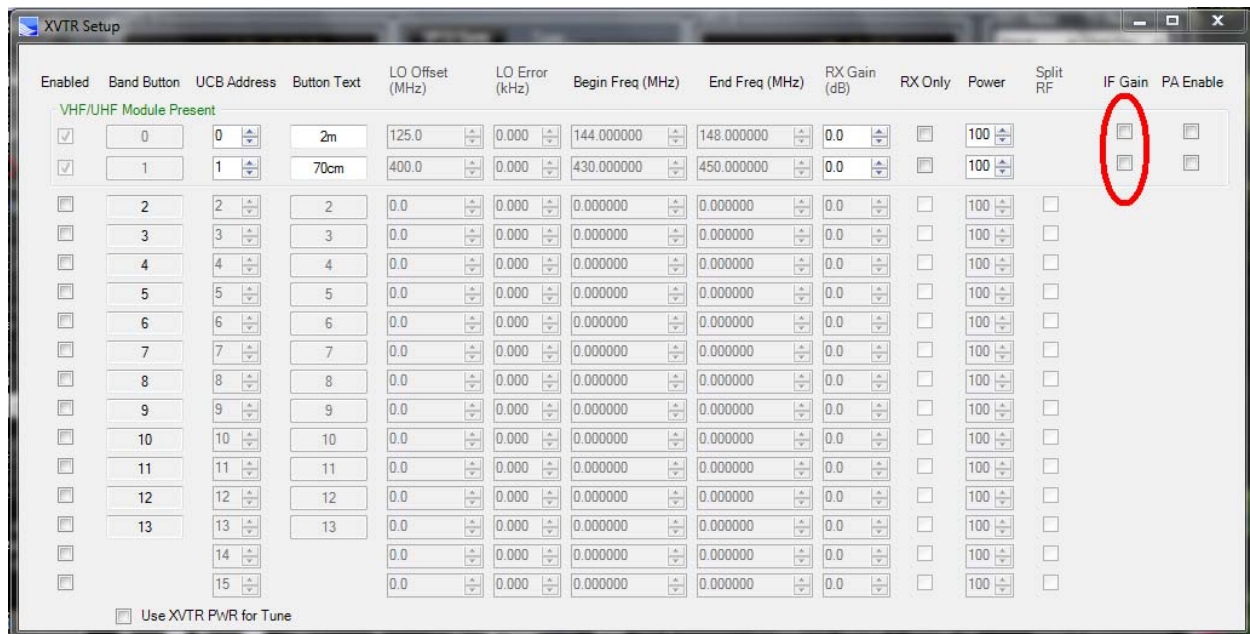 XVTR Setup
Enabled Band Button UCB Address Button Text LO Offset (MHz) LO Error (kHz) Begin Freq (MHz) End Freq (MHz) RX Gain (dB) RX Only Power Split RF IF Gain PA Enable
VHF/UHF Module Present
0 0 2m 125.0 0.000 144.000000 148.000000 0.0 100
1 1 70cm 400.0 0.000 430.000000 450.000000 0.0 100
2 2 2 0.0 0.000 0.000000 0.000000 0.0 100
3 3 3 0.0 0.000 0.000000 0.000000 0.0 100
4 4 4 0.0 0.000 0.000000 0.000000 0.0 100
5 5 5 0.0 0.000 0.000000 0.000000 0.0 100
6 6 6 0.0 0.000 0.000000 0.000000 0.0 100
7 7 7 0.0 0.000 0.000000 0.000000 0.0 100
8 8 8 0.0 0.000 0.000000 0.000000 0.0 100
9 9 9 0.0 0.000 0.000000 0.000000 0.0 100
10 10 10 0.0 0.000 0.000000 0.000000 0.0 100
11 11 11 0.0 0.000 0.000000 0.000000 0.0 100
12 12 12 0.0 0.000 0.000000 0.000000 0.0 100
13 13 13 0.0 0.000 0.000000 0.000000 0.0 100
14 0.0 0.000 0.000000 0.000000 0.0 100
15 0.0 0.000 0.000000 0.000000 0.0 100
Use XVTR PWR for Tune